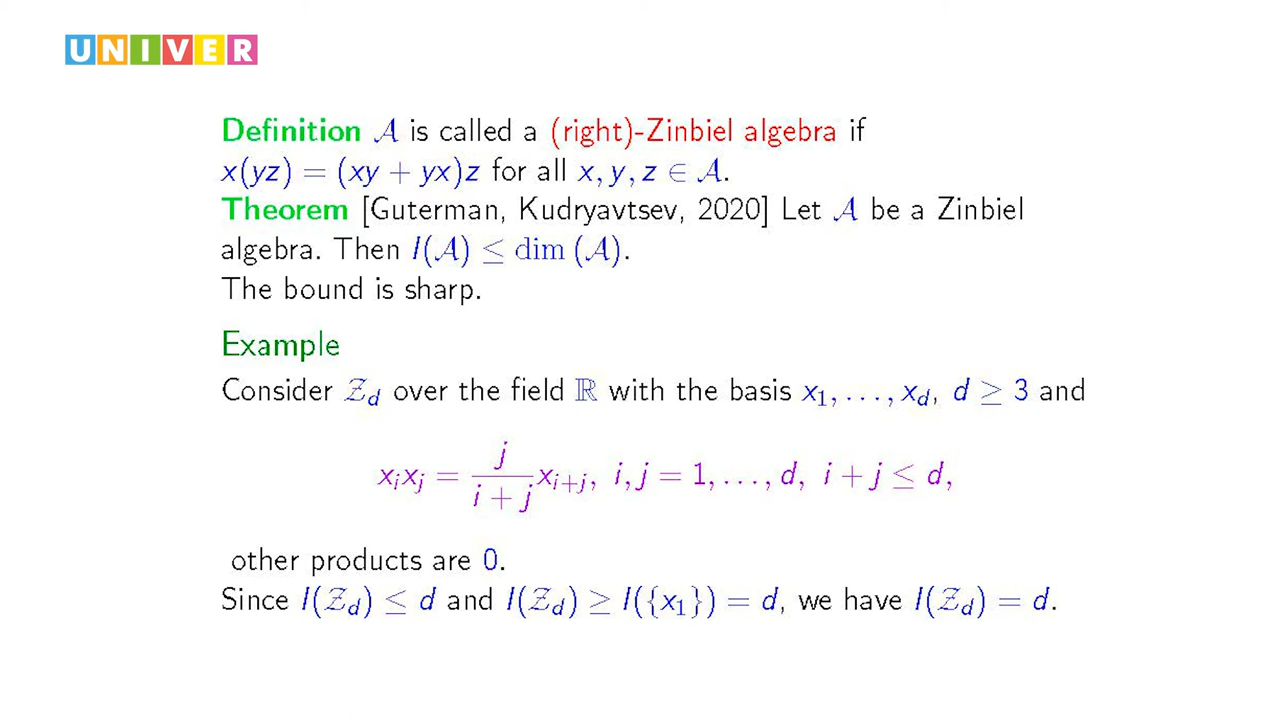 UNIVER
Definition 𝒜 is called a (right)-Zinbiel algebra if
x(yz) = (xy + yx)z for all x, y, z ∈ 𝒜.
Theorem [Guterman, Kudryavtsev, 2020] Let 𝒜 be a Zinbiel
algebra. Then l(𝒜) ≤ dim (𝒜).
The bound is sharp.
Example
Consider 𝒵_d over the field ℝ with the basis x_1, . . . , x_d, d ≥ 3 and
x_i x_j = \frac{j}{i + j} x_{i+j}, i, j = 1, . . . , d, i + j ≤ d,
other products are 0.
Since l(𝒵_d) ≤ d and l(𝒵_d) ≥ l({x_1}) = d, we have l(𝒵_d) = d.